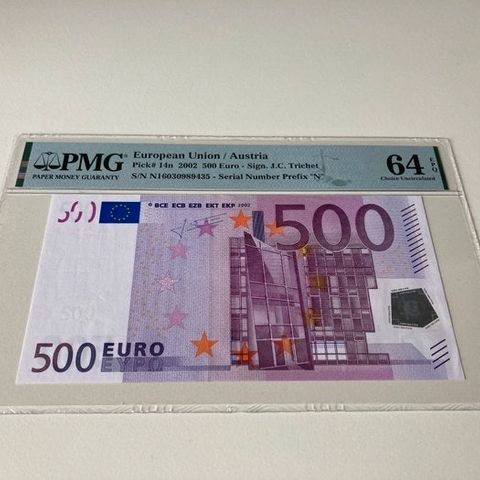 PMG
PAPER MONEY GUARANTY
European Union / Austria
Pick# 14n 2002 500 Euro - Sign. J.C. Trichet
S/N N16030989435 - Serial Number Prefix "N"
64 EPQ
Choice Uncirculated
© BCE ECB EZB EKT EKP 2002
500
500 EURO
ΕΥΡΩ